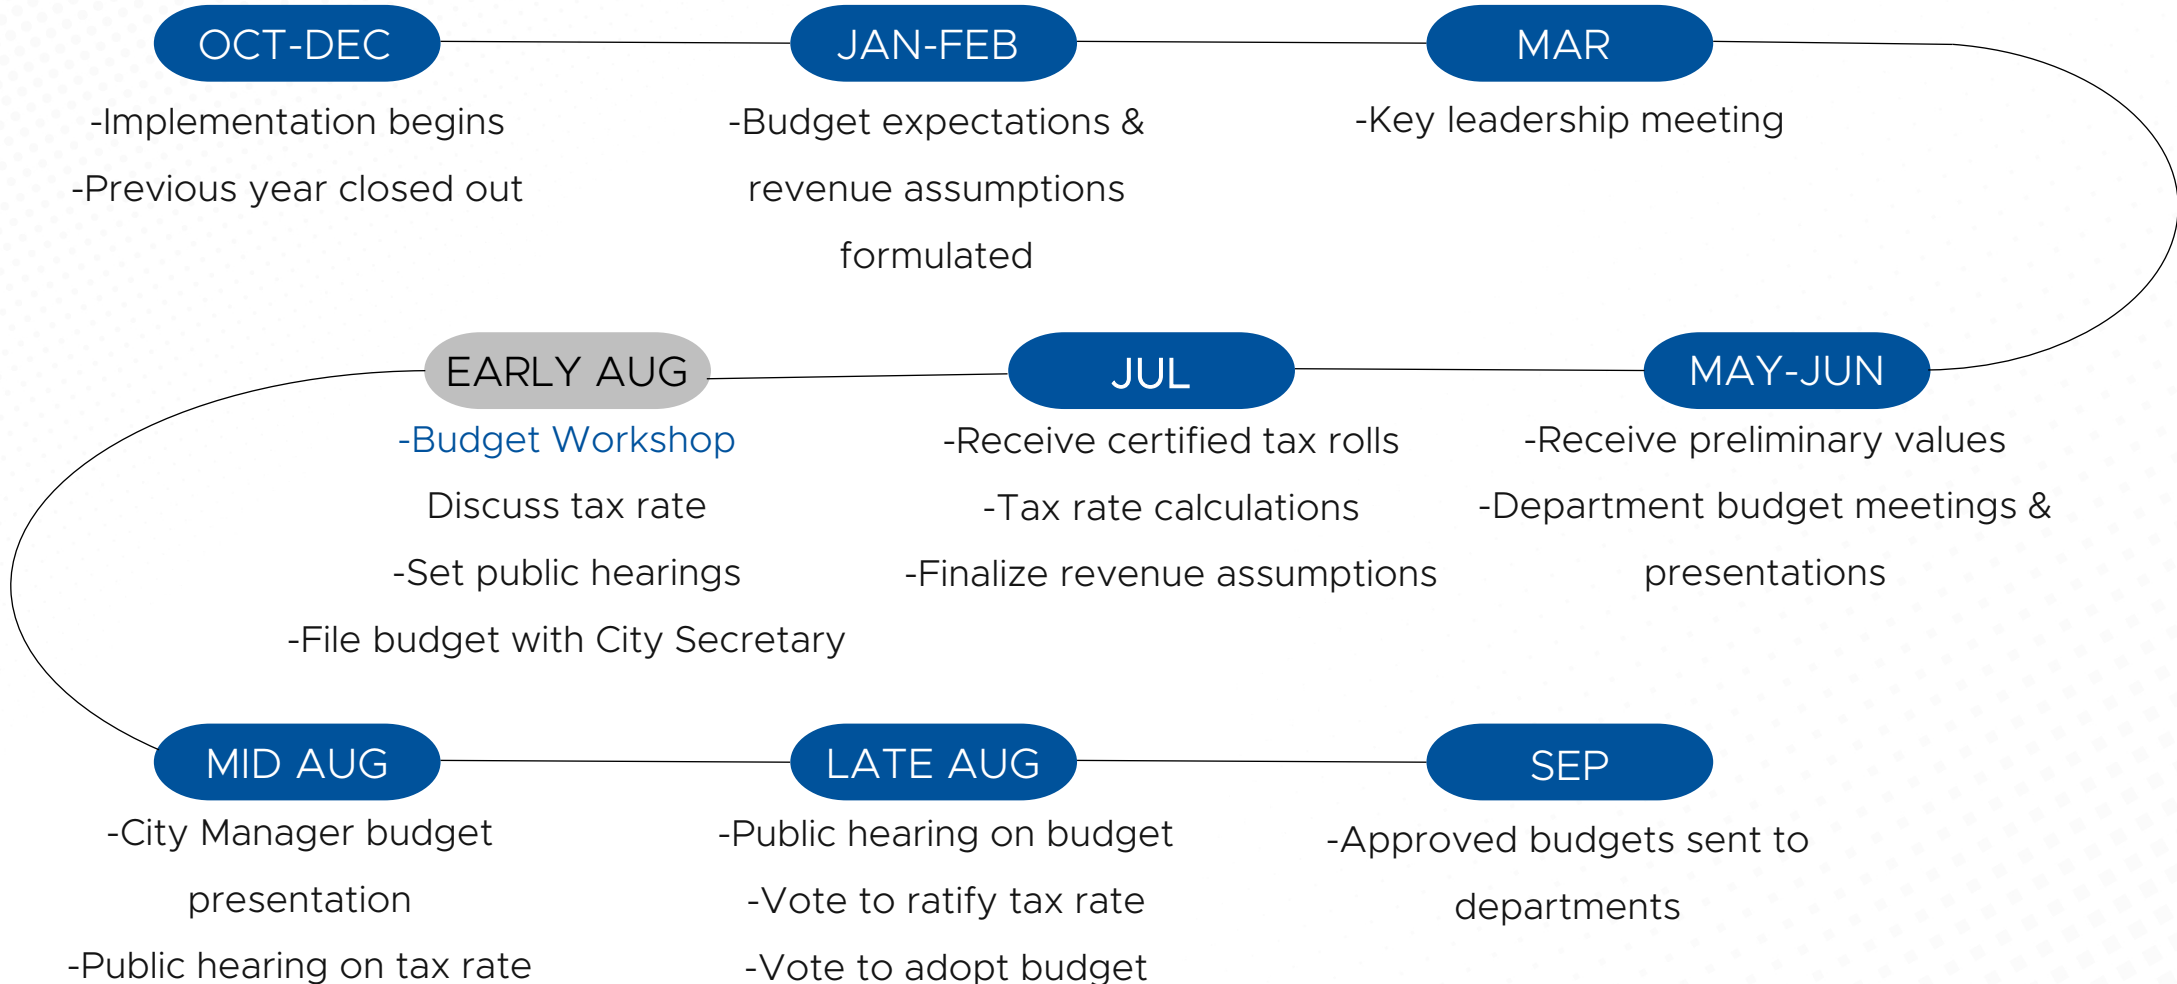 OCT-DEC
-Implementation begins
-Previous year closed out
JAN-FEB
-Budget expectations &
revenue assumptions
formulated
MAR
-Key leadership meeting
MAY-JUN
-Receive preliminary values
-Department budget meetings &
presentations
JUL
-Receive certified tax rolls
-Tax rate calculations
-Finalize revenue assumptions
EARLY AUG
-Budget Workshop
Discuss tax rate
-Set public hearings
-File budget with City Secretary
MID AUG
-City Manager budget
presentation
-Public hearing on tax rate
LATE AUG
-Public hearing on budget
-Vote to ratify tax rate
-Vote to adopt budget
SEP
-Approved budgets sent to
departments